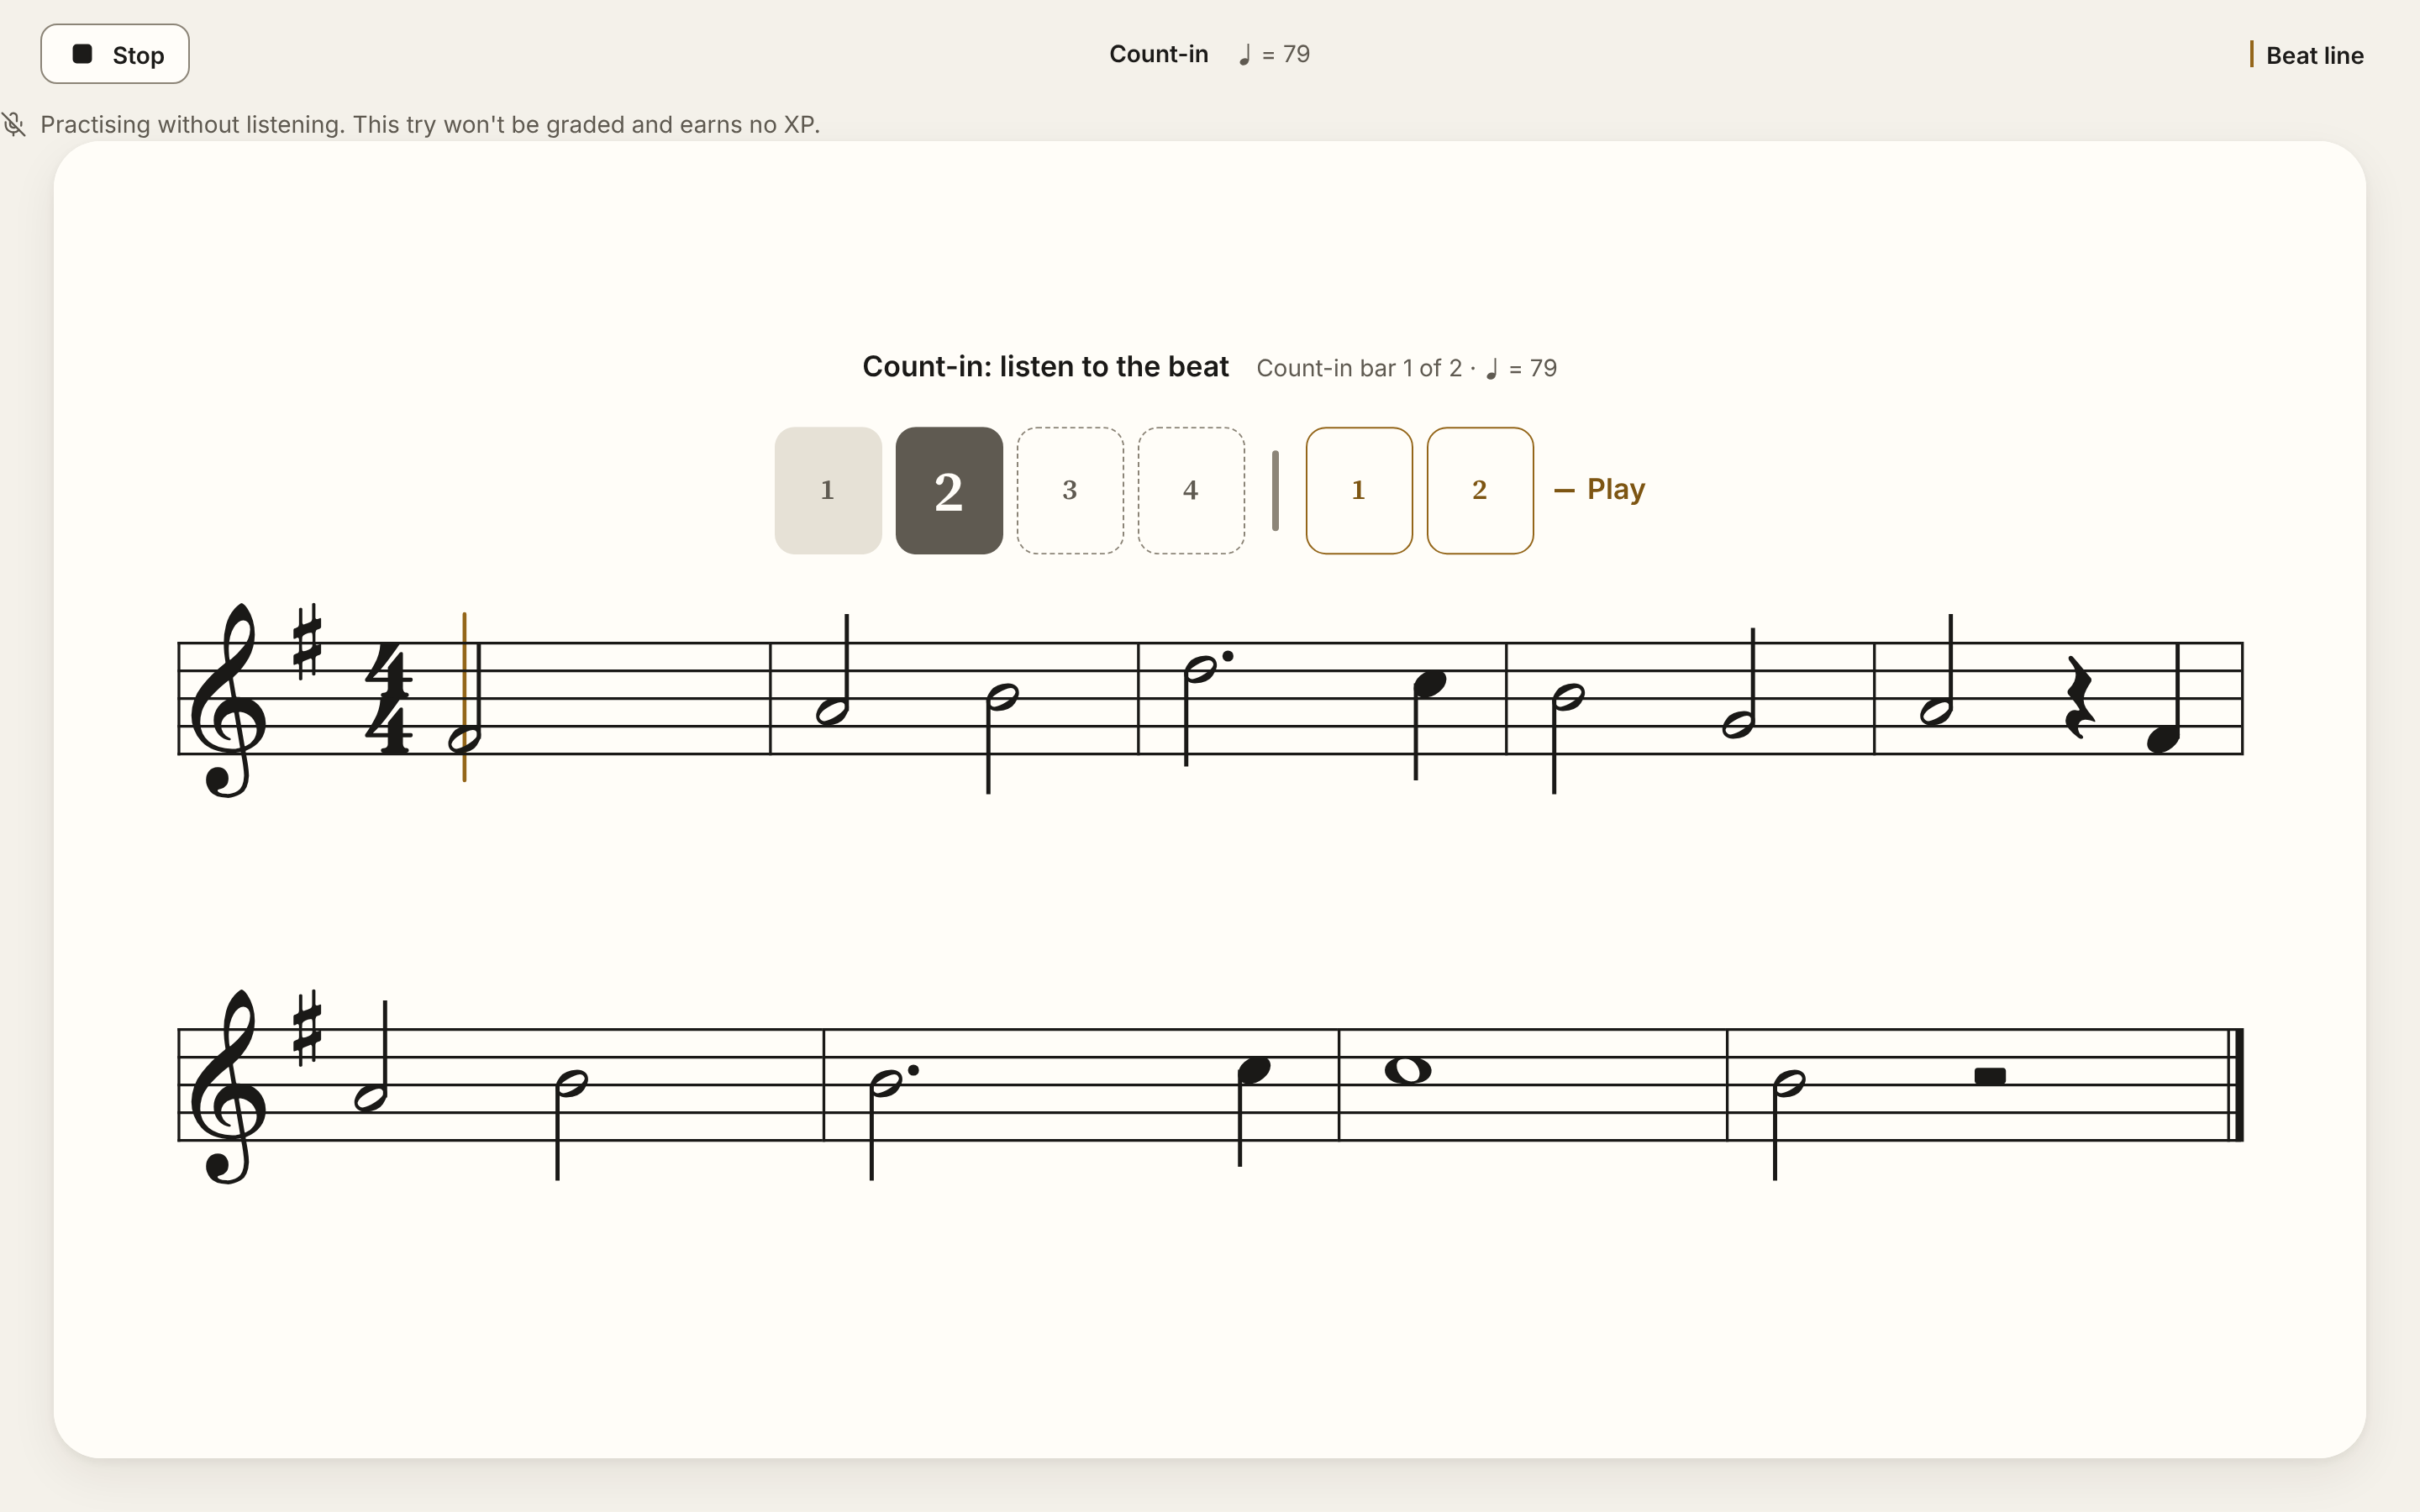 Stop
Count-in ♩ = 79
Beat line
Practising without listening. This try won't be graded and earns no XP.
Count-in: listen to the beat Count-in bar 1 of 2 · ♩ = 79
1 2 3 4 1 2 – Play
4
4